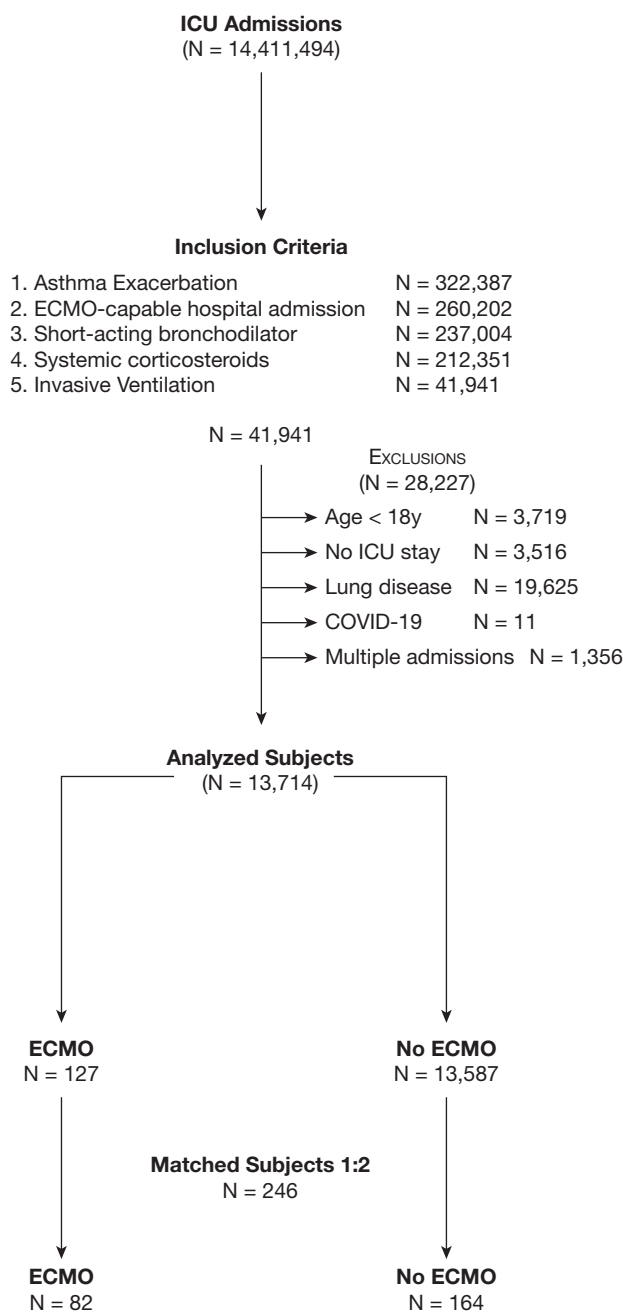 ICU Admissions
(N = 14,411,494)
Inclusion Criteria
1. Asthma Exacerbation N = 322,387
2. ECMO-capable hospital admission N = 260,202
3. Short-acting bronchodilator N = 237,004
4. Systemic corticosteroids N = 212,351
5. Invasive Ventilation N = 41,941
N = 41,941
EXCLUSIONS
(N = 28,227)
Age < 18y N = 3,719
No ICU stay N = 3,516
Lung disease N = 19,625
COVID-19 N = 11
Multiple admissions N = 1,356
Analyzed Subjects
(N = 13,714)
ECMO No ECMO
N = 127 N = 13,587
Matched Subjects 1:2
N = 246
ECMO No ECMO
N = 82 N = 164